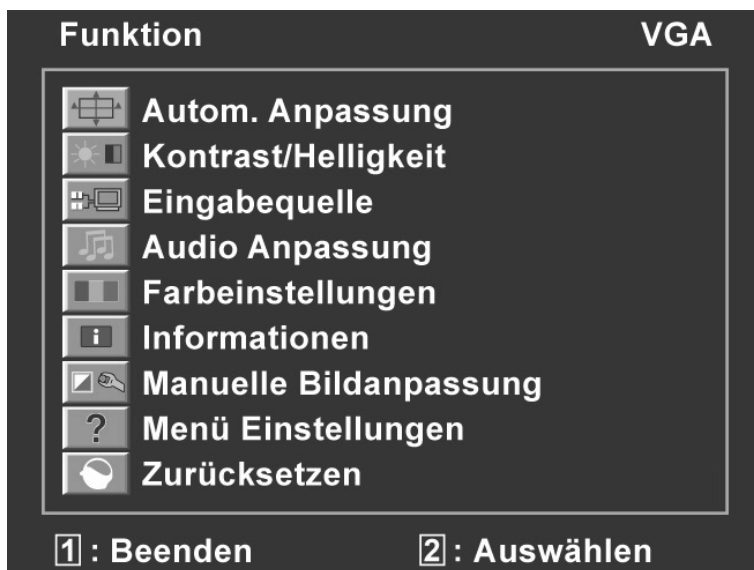 Funktion VGA
Autom. Anpassung
Kontrast/Helligkeit
Eingabequelle
Audio Anpassung
Farbeinstellungen
i Informationen
Manuelle Bildanpassung
? Menü Einstellungen
Zurücksetzen
1 : Beenden 2 : Auswählen